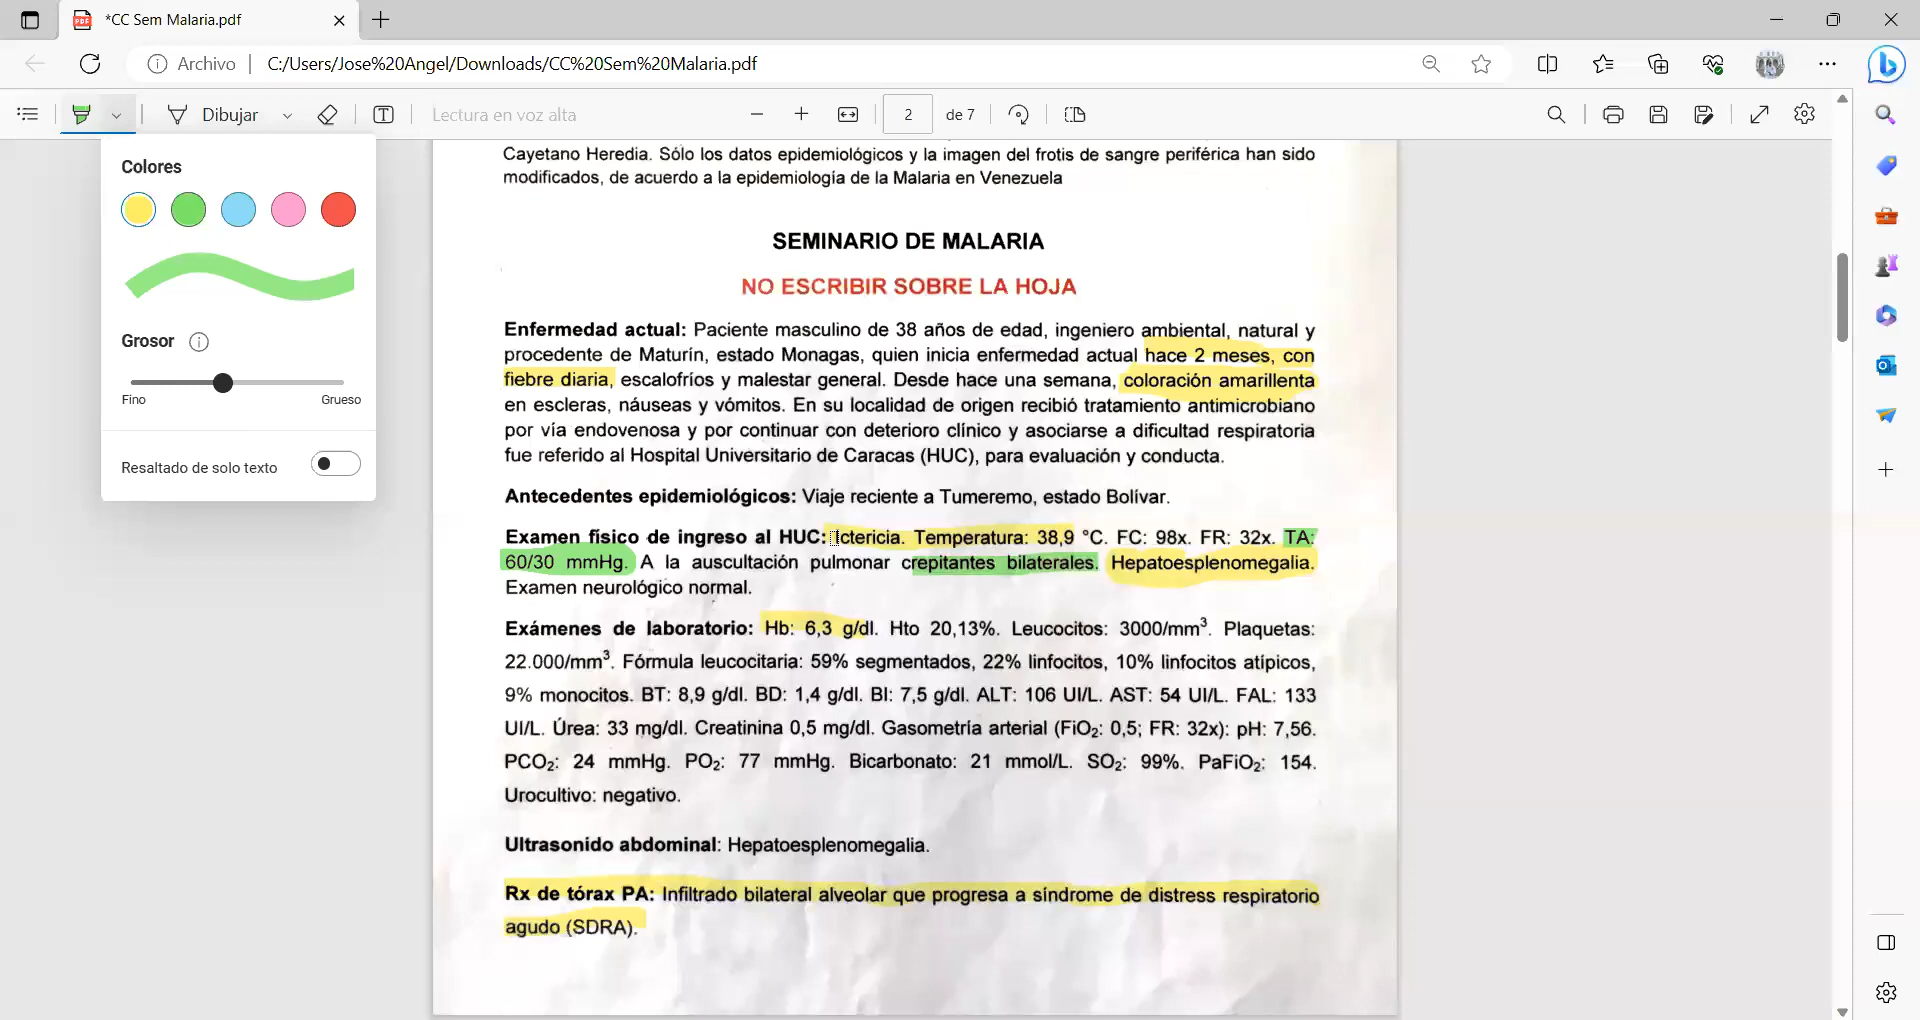 *CC Sem Malaria.pdf
Archivo
C:/Users/Jose%20Angel/Downloads/CC%20Sem%20Malaria.pdf
Dibujar
Lectura en voz alta
2 de 7
Colores
Grosor
Fino
Grueso
Resaltado de solo texto
Cayetano Heredia. Sólo los datos epidemiológicos y la imagen del frotis de sangre periférica han sido
modificados, de acuerdo a la epidemiología de la Malaria en Venezuela
SEMINARIO DE MALARIA
NO ESCRIBIR SOBRE LA HOJA
Enfermedad actual: Paciente masculino de 38 años de edad, ingeniero ambiental, natural y
procedente de Maturín, estado Monagas, quien inicia enfermedad actual hace 2 meses, con
fiebre diaria, escalofríos y malestar general. Desde hace una semana, coloración amarillenta
en escleras, náuseas y vómitos. En su localidad de origen recibió tratamiento antimicrobiano
por vía endovenosa y por continuar con deterioro clínico y asociarse a dificultad respiratoria
fue referido al Hospital Universitario de Caracas (HUC), para evaluación y conducta.
Antecedentes epidemiológicos: Viaje reciente a Tumeremo, estado Bolívar.
Examen físico de ingreso al HUC: Ictericia. Temperatura: 38,9 °C. FC: 98x. FR: 32x. TA:
60/30 mmHg. A la auscultación pulmonar crepitantes bilaterales. Hepatoesplenomegalia.
Examen neurológico normal.
Exámenes de laboratorio: Hb: 6,3 g/dl. Hto 20,13%. Leucocitos: 3000/mm³. Plaquetas:
22.000/mm³. Fórmula leucocitaria: 59% segmentados, 22% linfocitos, 10% linfocitos atípicos,
9% monocitos. BT: 8,9 g/dl. BD: 1,4 g/dl. BI: 7,5 g/dl. ALT: 106 UI/L. AST: 54 UI/L. FAL: 133
UI/L. Úrea: 33 mg/dl. Creatinina 0,5 mg/dl. Gasometría arterial (FiO₂: 0,5; FR: 32x): pH: 7,56.
PCO₂: 24 mmHg. PO₂: 77 mmHg. Bicarbonato: 21 mmol/L. SO₂: 99%. PaFiO₂: 154.
Urocultivo: negativo.
Ultrasonido abdominal: Hepatoesplenomegalia.
Rx de tórax PA: Infiltrado bilateral alveolar que progresa a síndrome de distress respiratorio
agudo (SDRA).